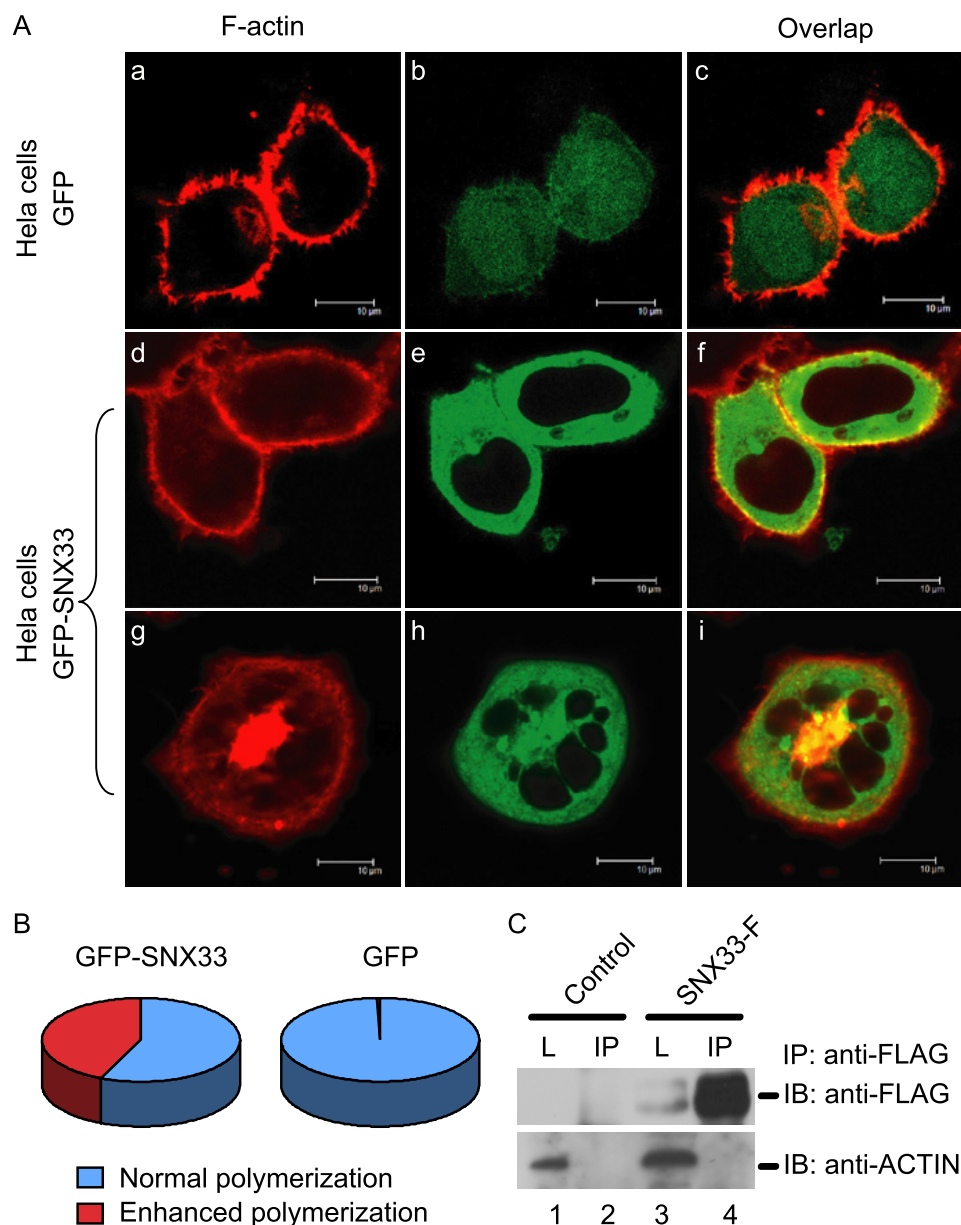 A
F-actin
Overlap
Hela cells
GFP
a
b
c
10 µm
10 µm
10 µm
Hela cells
GFP-SNX33
d
e
f
10 µm
10 µm
10 µm
g
h
i
10 µm
10 µm
10 µm
B
GFP-SNX33
GFP
Normal polymerization
Enhanced polymerization
C
Control
SNX33-F
L
IP
L
IP
IP: anti-FLAG
IB: anti-FLAG
IB: anti-ACTIN
1
2
3
4